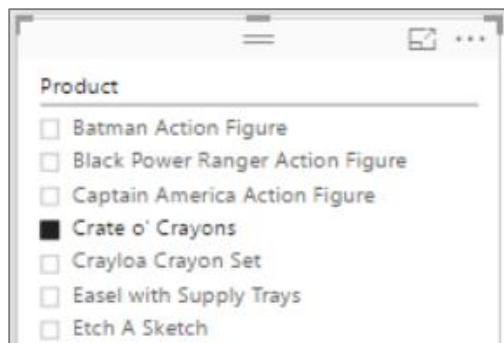 Product
Batman Action Figure
Black Power Ranger Action Figure
Captain America Action Figure
Crate o' Crayons
Crayloa Crayon Set
Easel with Supply Trays
Etch A Sketch